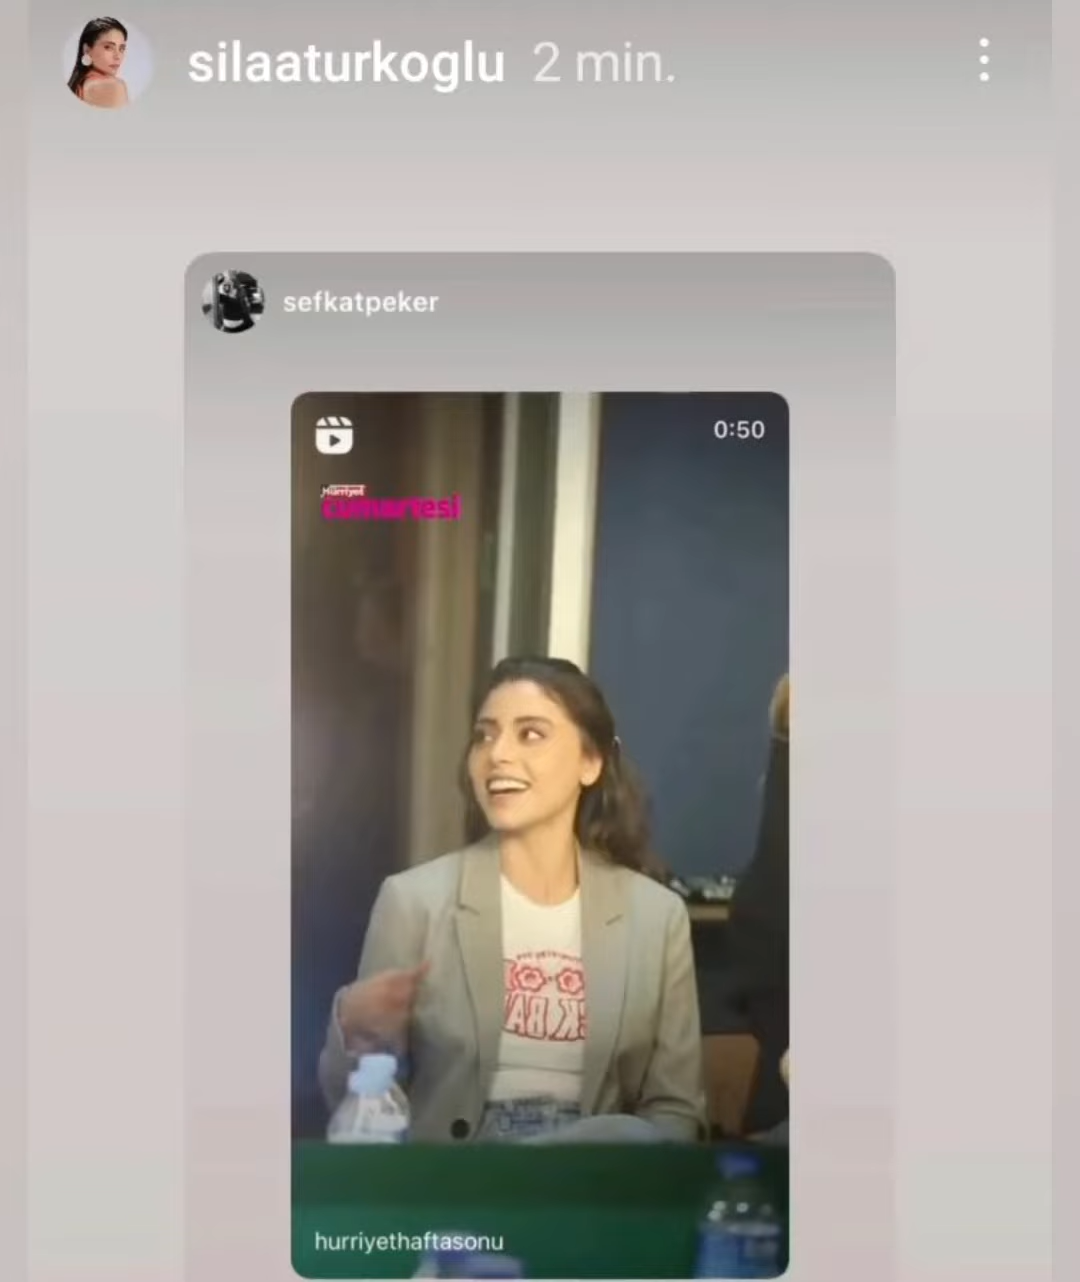 silaaturkoglu 2 min.
sefkatpeker
0:50
Hürriyet
cumartesi
hurriyethaftasonu